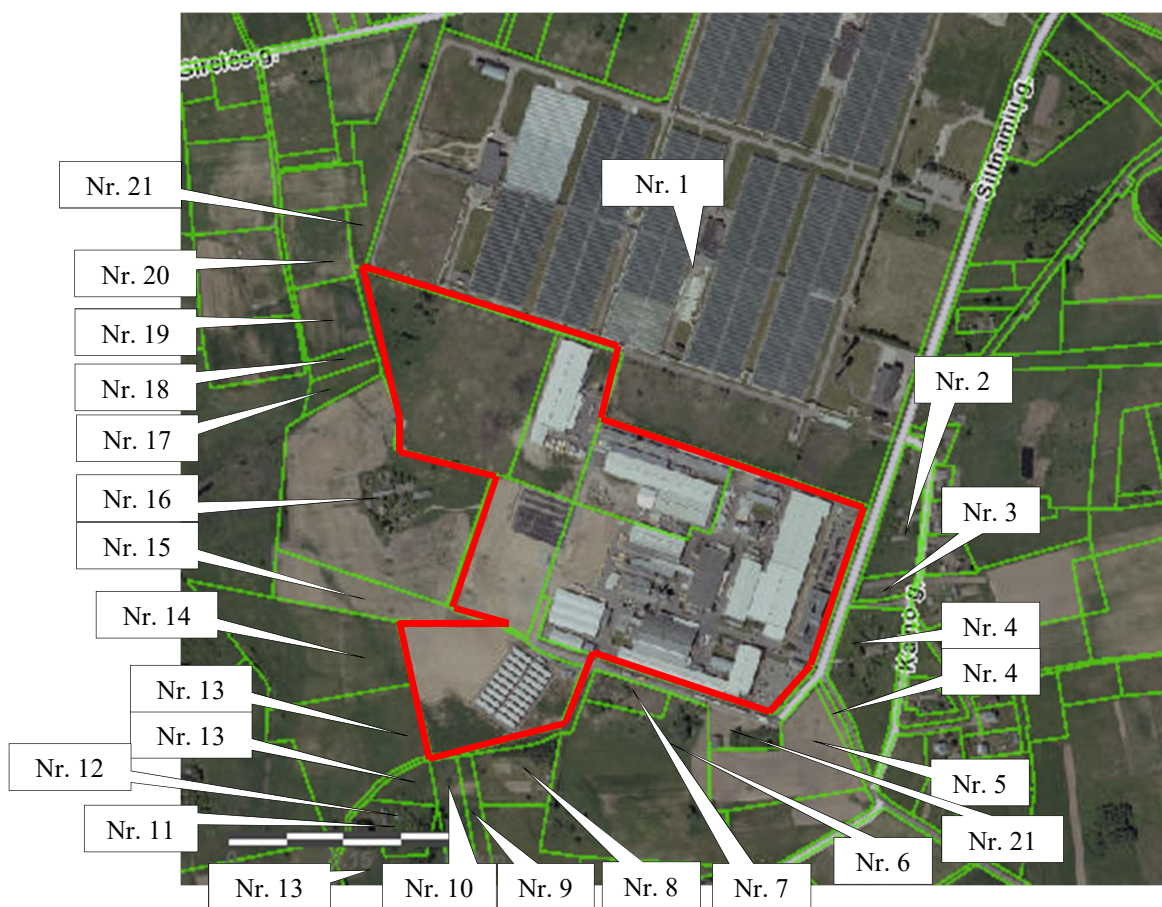 Širėtės g.
Nr. 21
Nr. 1
Nr. 20
Nr. 19
Šiltnamių g.
Nr. 18
Nr. 2
Nr. 17
Nr. 16
Nr. 3
Nr. 15
Nr. 14
Nr. 4
Nr. 13
Nr. 4
Nr. 13
Nr. 12
Nr. 5
Nr. 11
Nr. 21
Nr. 6
Nr. 13
Nr. 10
Nr. 9
Nr. 8
Nr. 7